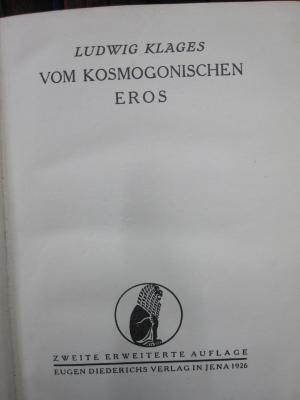 LUDWIG KLAGES
VOM KOSMOGONISCHEN
EROS
ZWEITE ERWEITERTE AUFLAGE
EUGEN DIEDERICHS VERLAG IN JENA 1926